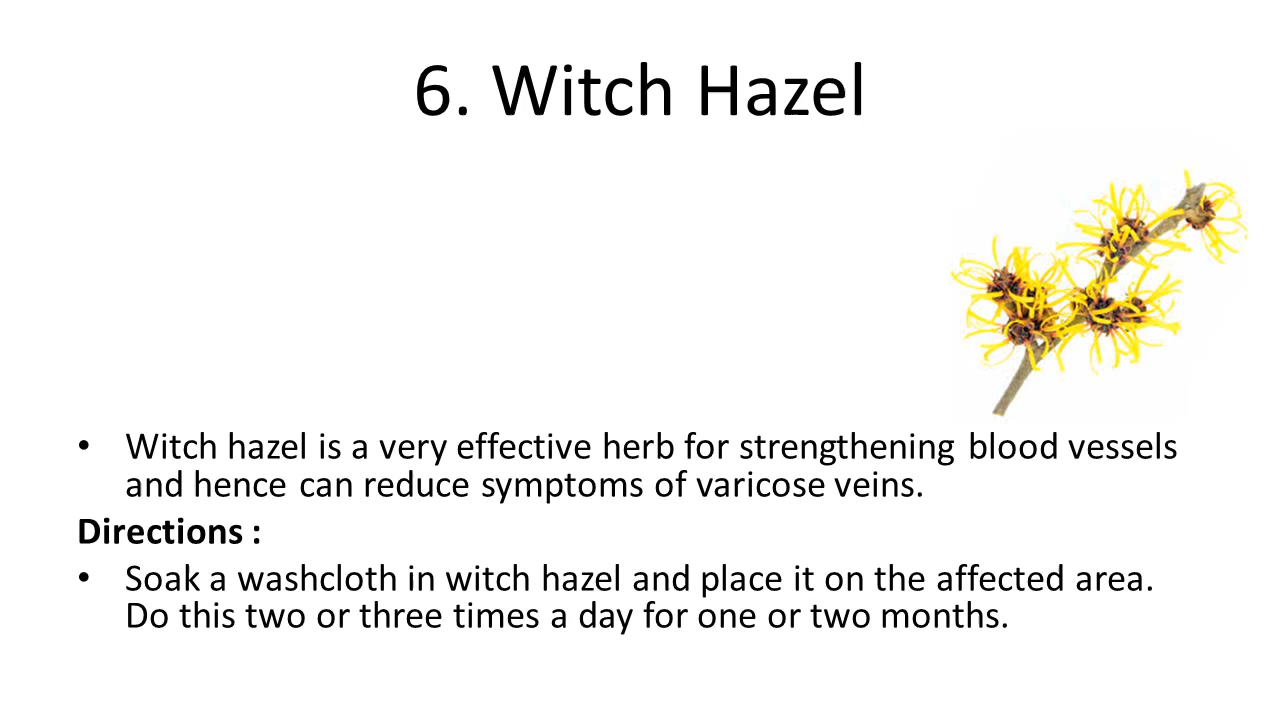 6. Witch Hazel
• Witch hazel is a very effective herb for strengthening blood vessels
and hence can reduce symptoms of varicose veins.
Directions :
• Soak a washcloth in witch hazel and place it on the affected area.
Do this two or three times a day for one or two months.